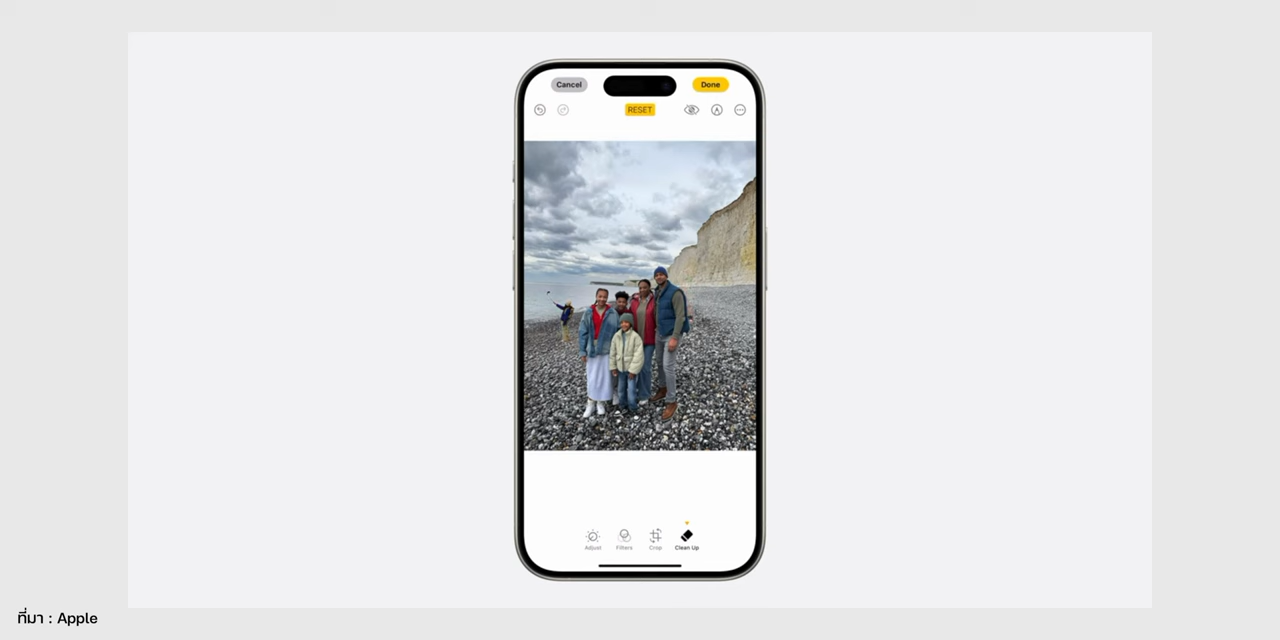 Cancel
Done
RESET
Adjust
Filters
Crop
Clean Up
ที่มา : Apple